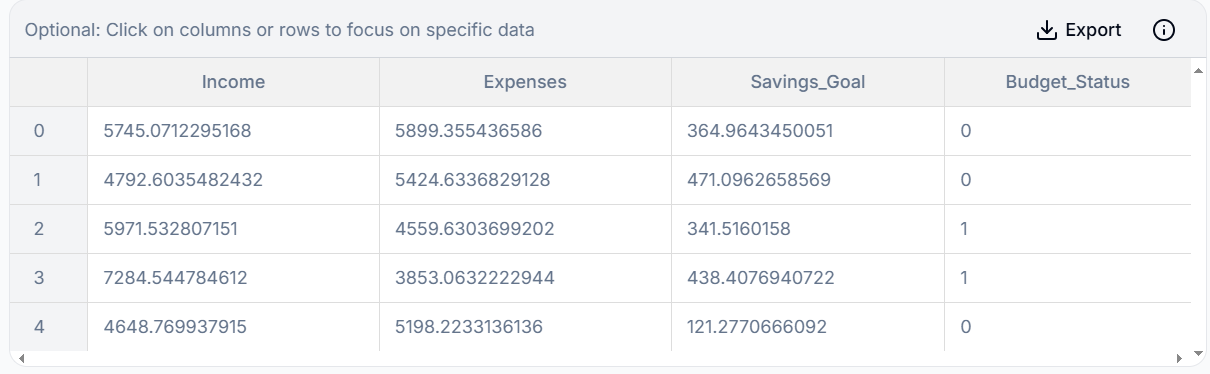 Optional: Click on columns or rows to focus on specific data Export
Income Expenses Savings_Goal Budget_Status
0 5745.0712295168 5899.355436586 364.9643450051 0
1 4792.6035482432 5424.6336829128 471.0962658569 0
2 5971.532807151 4559.6303699202 341.5160158 1
3 7284.544784612 3853.0632222944 438.4076940722 1
4 4648.769937915 5198.2233136136 121.2770666092 0